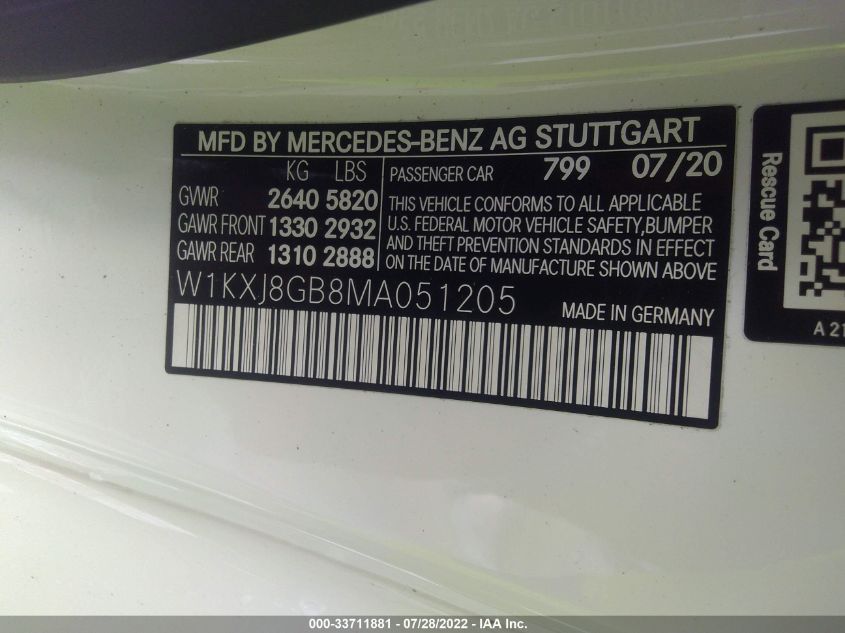 MFD BY MERCEDES-BENZ AG STUTTGART
KG LBS
GVWR 2640 5820
GAWR FRONT 1330 2932
GAWR REAR 1310 2888
PASSENGER CAR 799 07/20
THIS VEHICLE CONFORMS TO ALL APPLICABLE
U.S. FEDERAL MOTOR VEHICLE SAFETY,BUMPER
AND THEFT PREVENTION STANDARDS IN EFFECT
ON THE DATE OF MANUFACTURE SHOWN ABOVE
W1KXJ8GB8MA051205
MADE IN GERMANY
Rescue Card
A 21
000-33711881 - 07/28/2022 - IAA Inc.